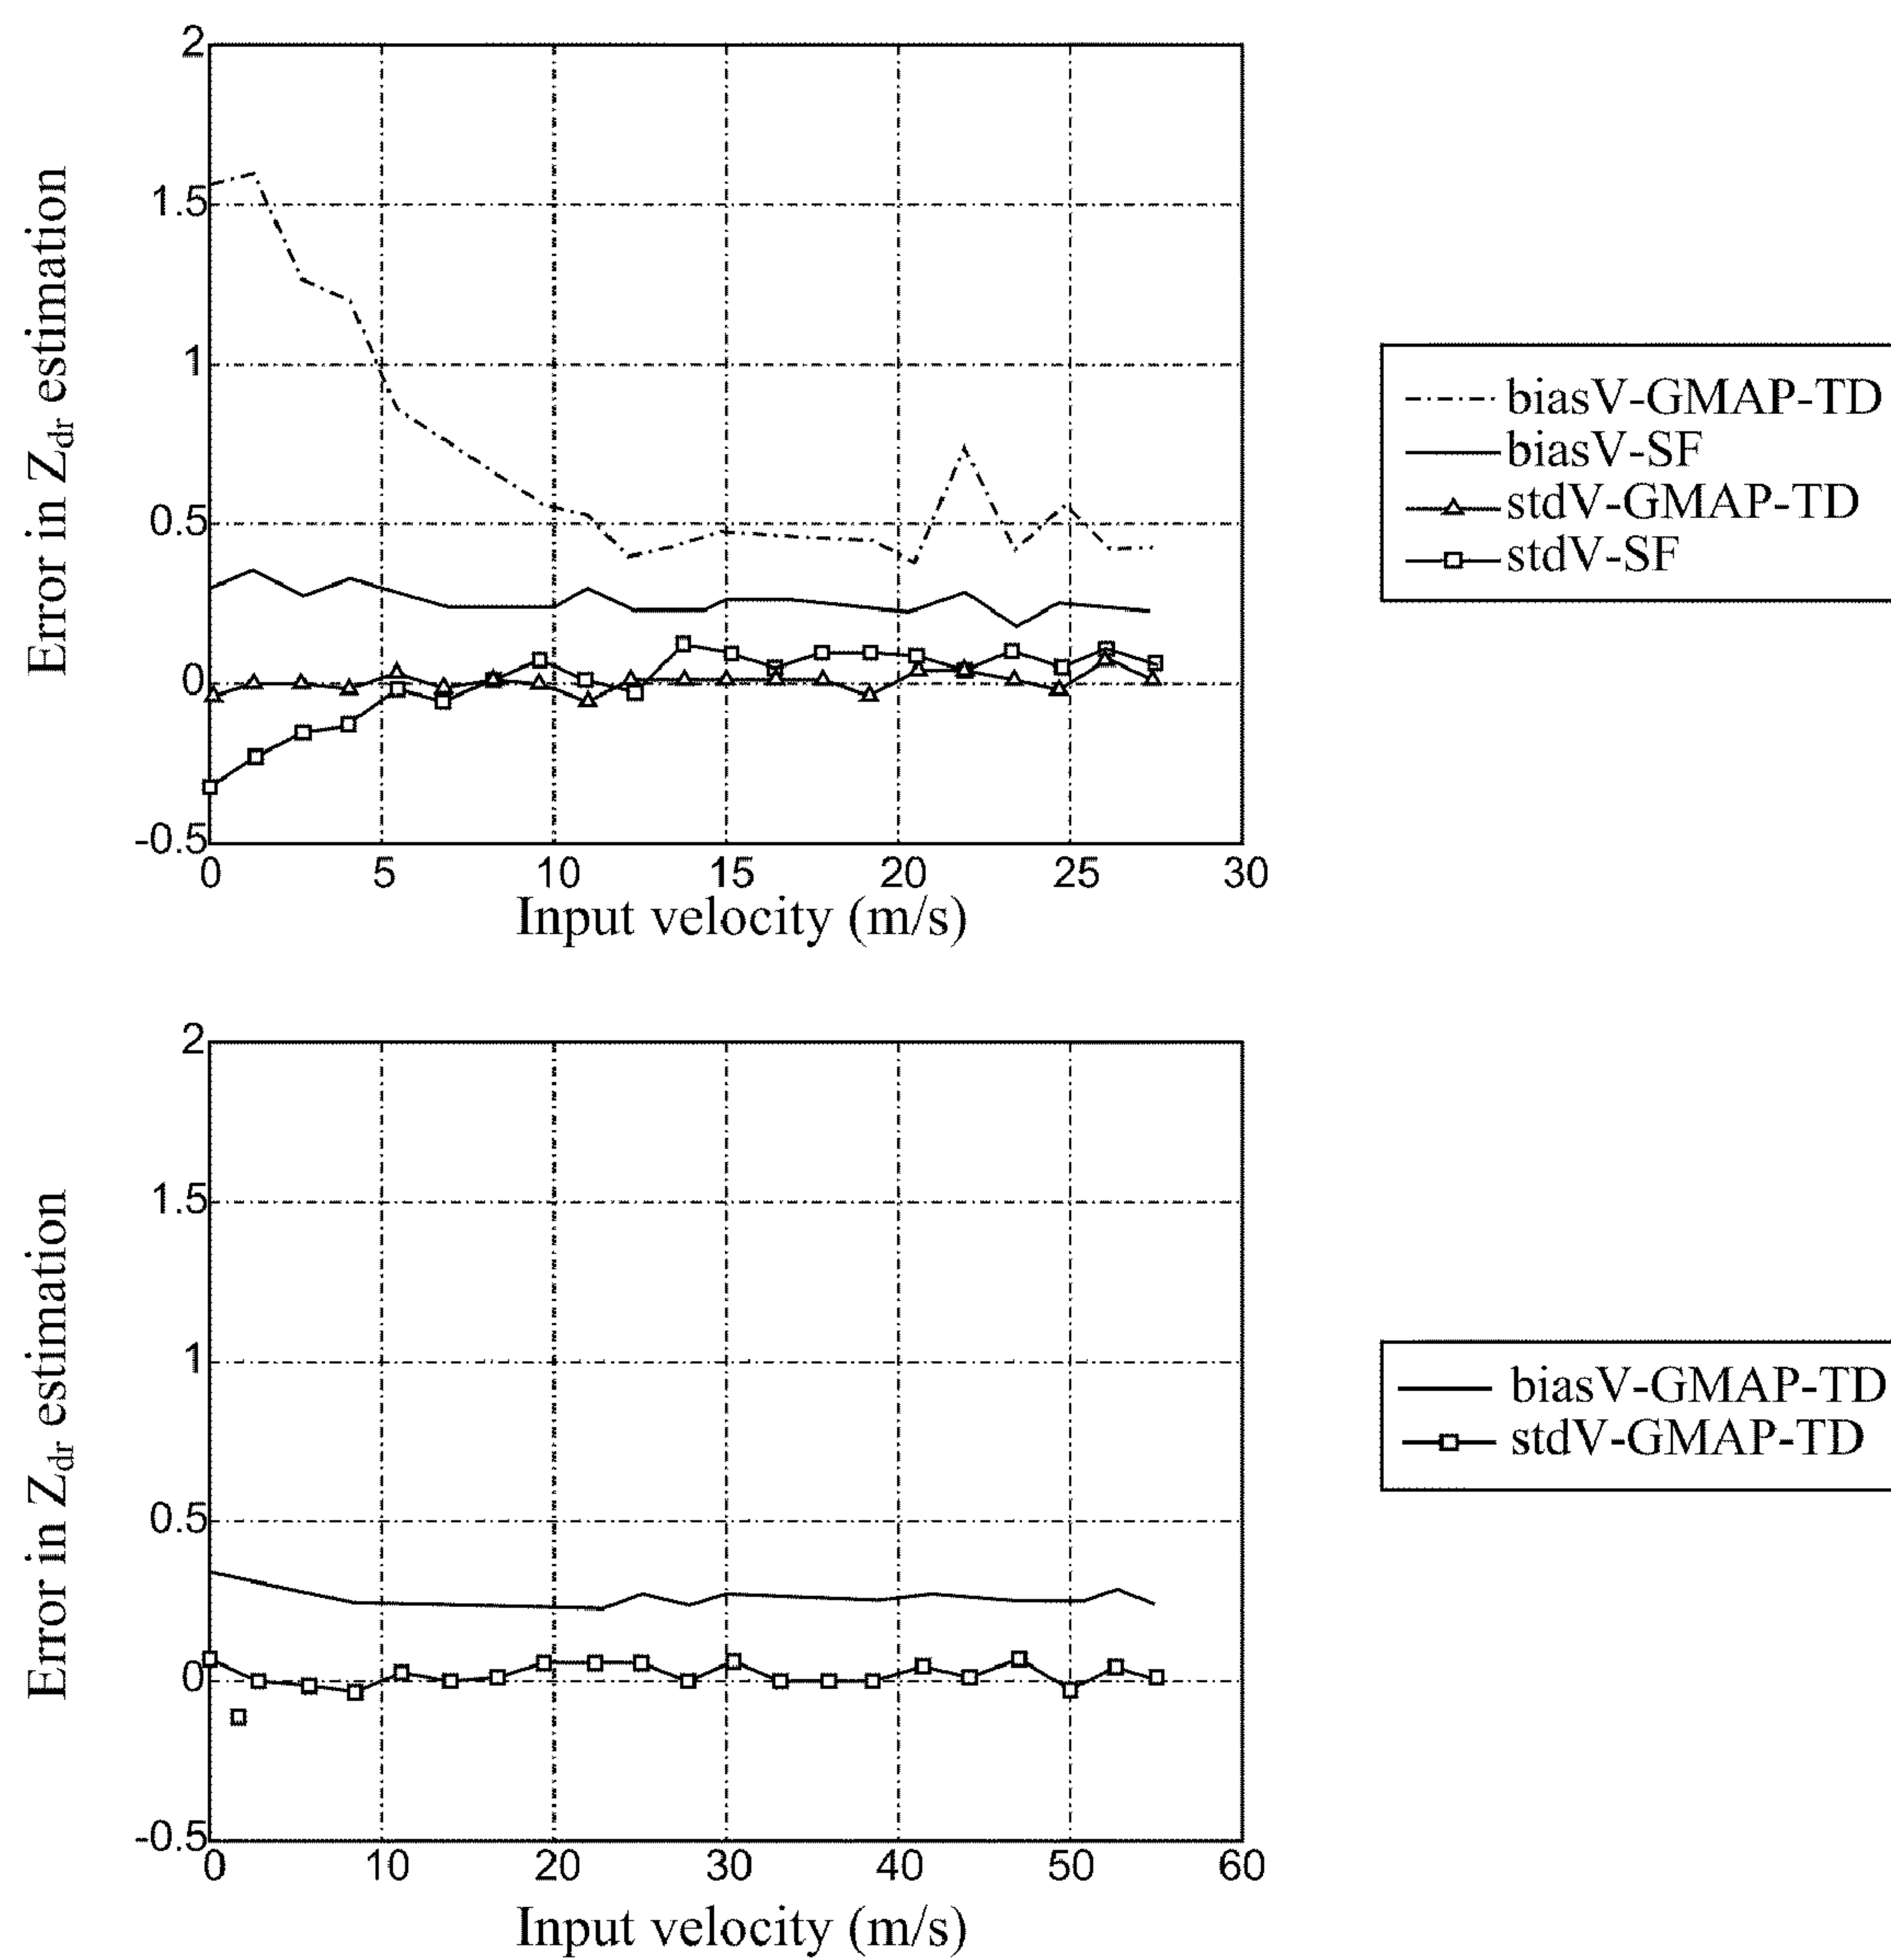 2
1.5
1
0.5
0
-0.5
0
5
10
15
20
25
30
Error in Zdr estimation
Input velocity (m/s)
biasV-GMAP-TD
biasV-SF
stdV-GMAP-TD
stdV-SF
2
1.5
1
0.5
0
-0.5
0
10
20
30
40
50
60
Error in Zdr estimation
Input velocity (m/s)
biasV-GMAP-TD
stdV-GMAP-TD